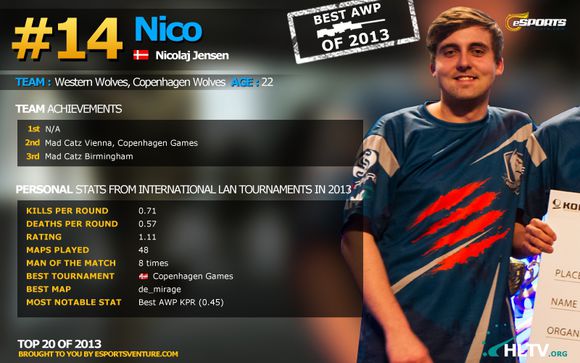 #14
Nico
Nicolaj Jensen
BEST AWP
OF 2013
eSPORTS
TEAM : Western Wolves, Copenhagen Wolves AGE : 22
TEAM ACHIEVEMENTS
1st N/A
2nd Mad Catz Vienna, Copenhagen Games
3rd Mad Catz Birmingham
PERSONAL STATS FROM INTERNATIONAL LAN TOURNAMENTS IN 2013
KILLS PER ROUND 0.71
DEATHS PER ROUND 0.57
RATING 1.11
MAPS PLAYED 48
MAN OF THE MATCH 8 times
BEST TOURNAMENT Copenhagen Games
BEST MAP de_mirage
MOST NOTABLE STAT Best AWP KPR (0.45)
PLACE
NAME
ORGAN
TOP 20 OF 2013
BROUGHT TO YOU BY ESPORTSVENTURE.COM
HLTV.ORG